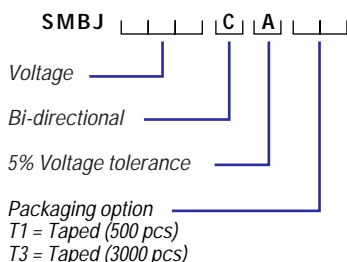 SMBJ C A
Voltage
Bi-directional
5% Voltage tolerance
Packaging option
T1 = Taped (500 pcs)
T3 = Taped (3000 pcs)